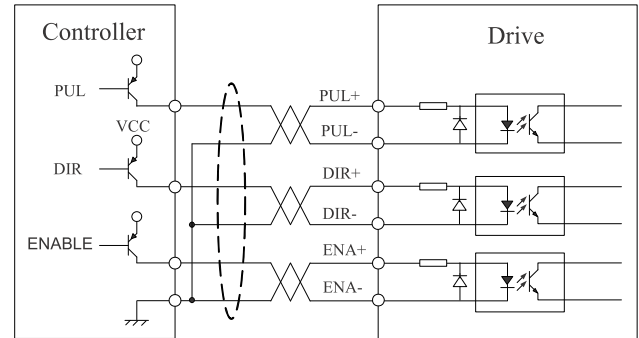 Controller
Drive
PUL
PUL+
PUL-
VCC
DIR
DIR+
DIR-
ENABLE
ENA+
ENA-